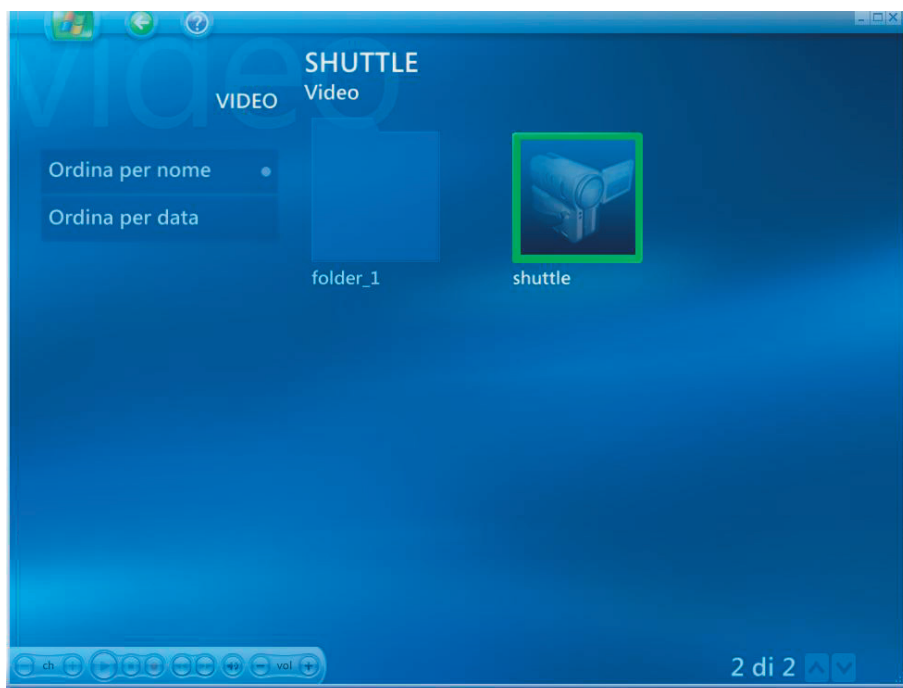 video
SHUTTLE
Video
VIDEO
Ordina per nome
Ordina per data
folder_1
shuttle
ch
vol
2 di 2